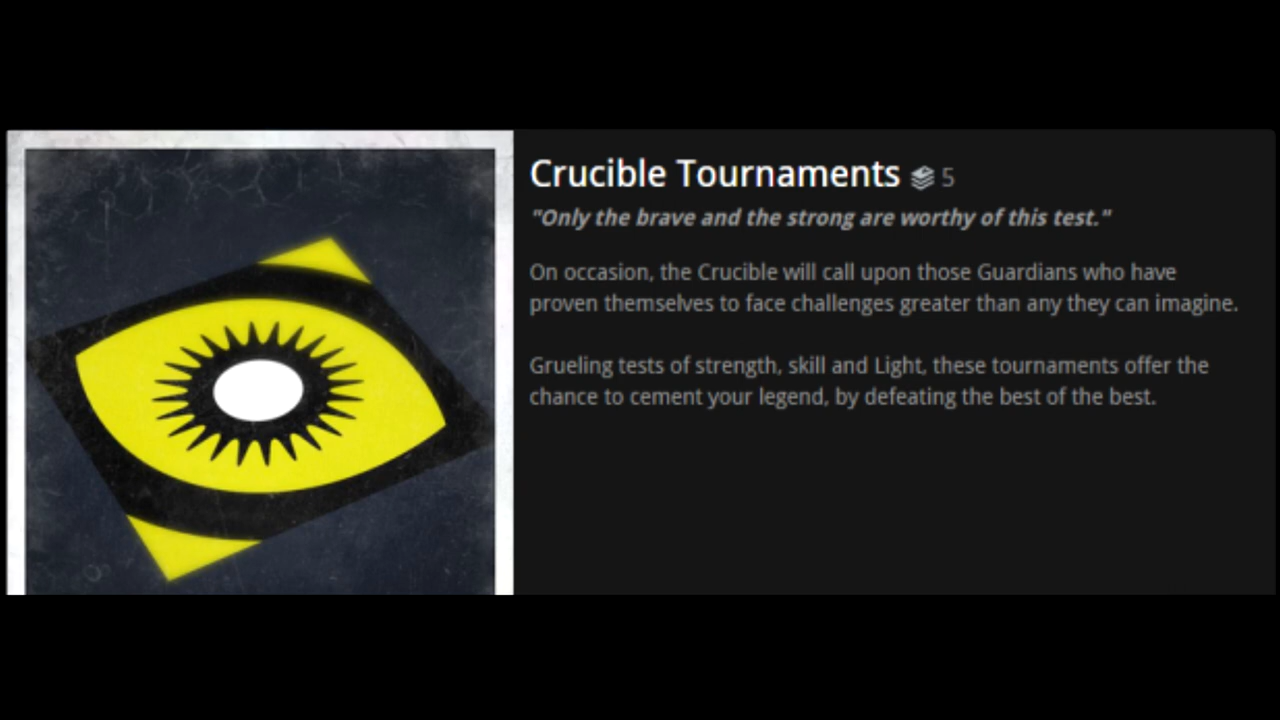 Crucible Tournaments 5
"Only the brave and the strong are worthy of this test."
On occasion, the Crucible will call upon those Guardians who have
proven themselves to face challenges greater than any they can imagine.
Grueling tests of strength, skill and Light, these tournaments offer the
chance to cement your legend, by defeating the best of the best.